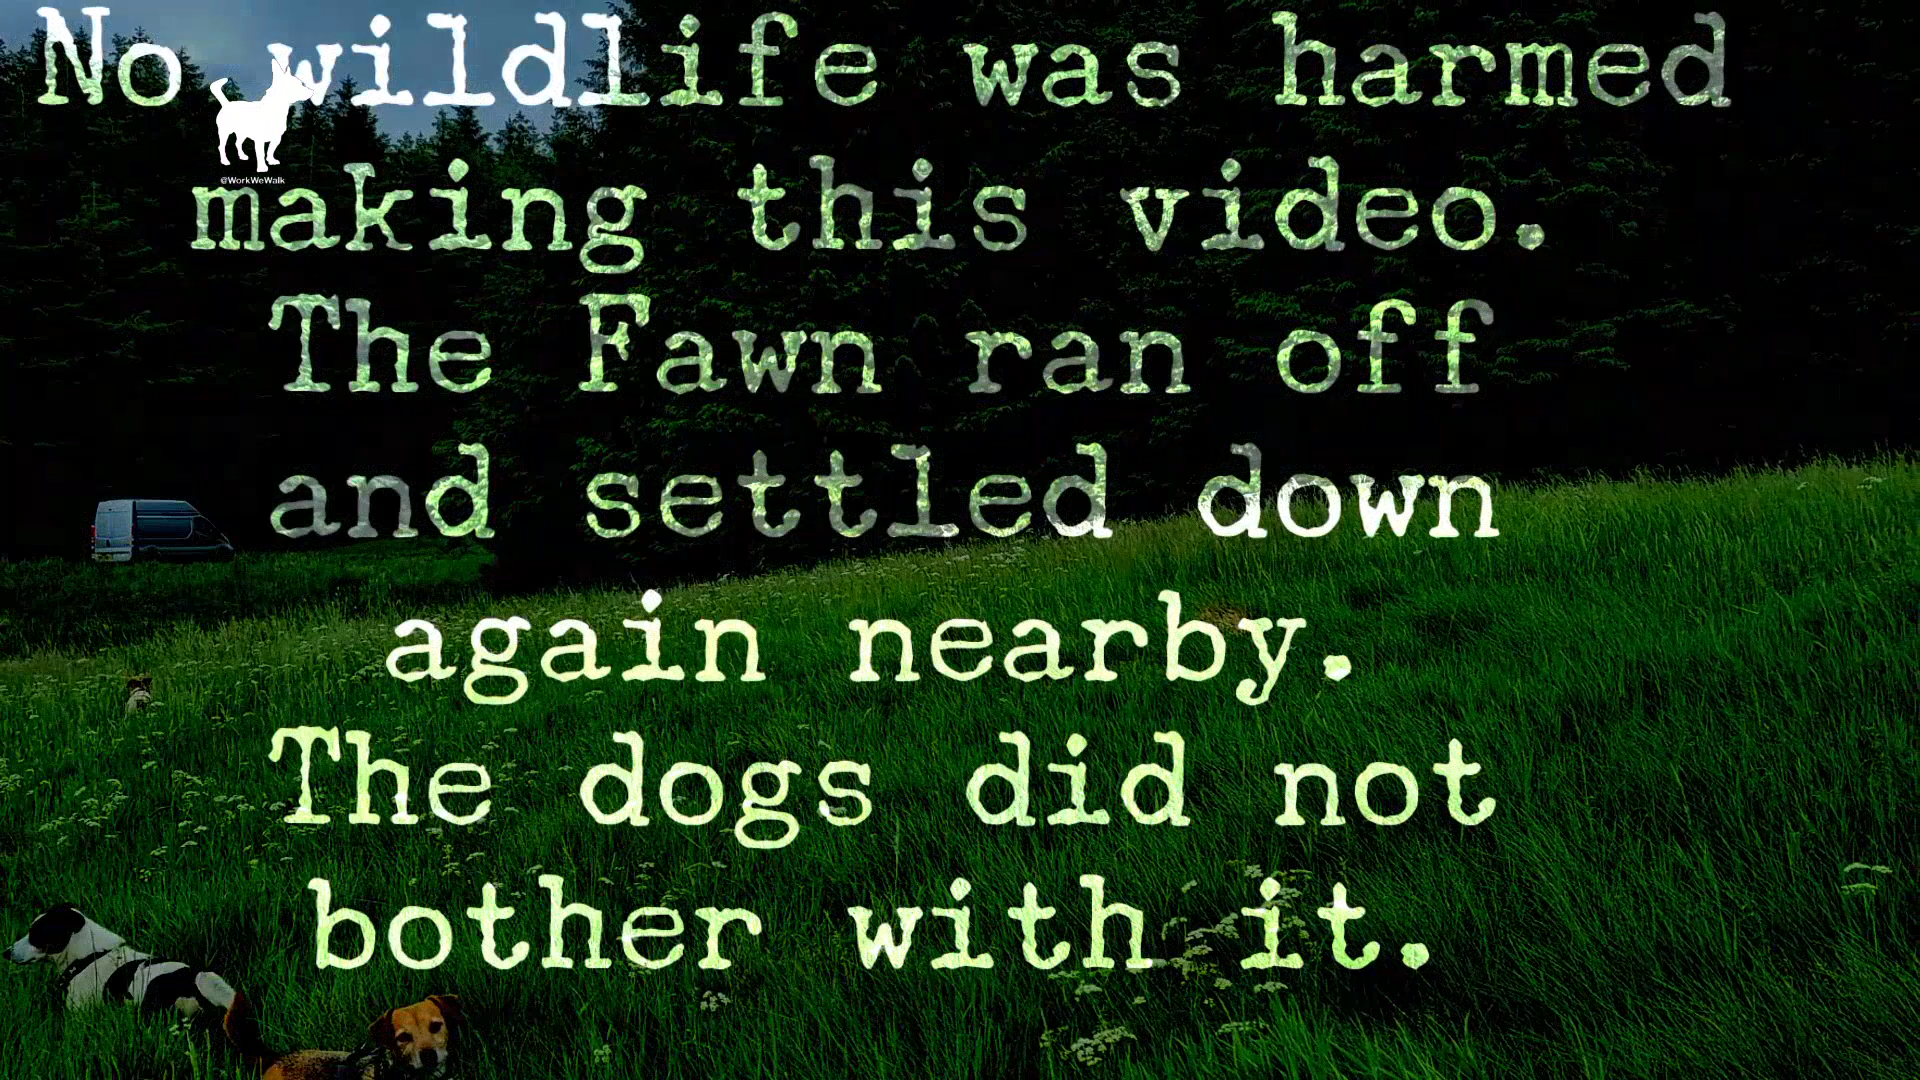 No wildlife was harmed
@WorkWeWalk
making this video.
The Fawn ran off
and settled down
again nearby.
The dogs did not
bother with it.